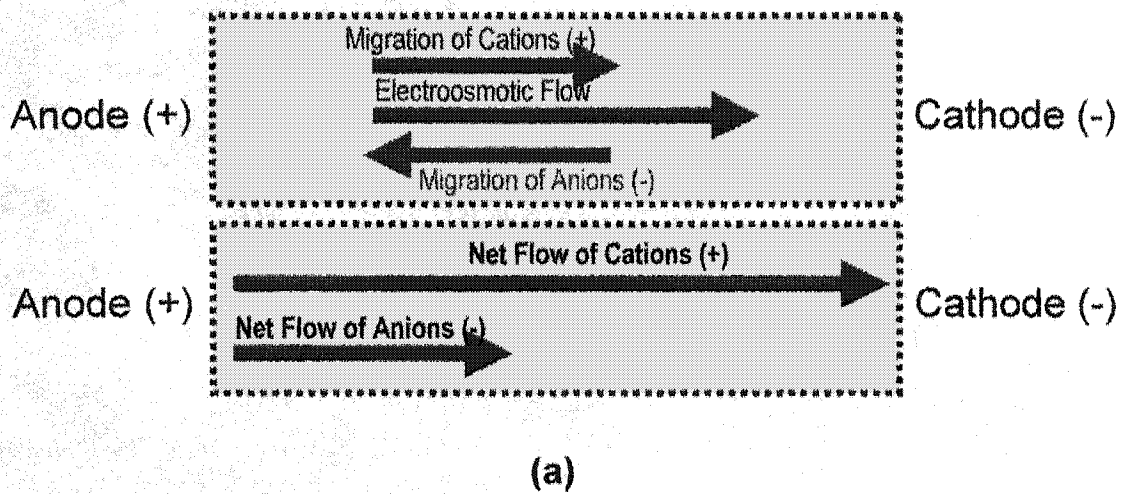 Migration of Cations (+)
Electroosmotic Flow
Anode (+)
Cathode (-)
Migration of Anions (-)
Net Flow of Cations (+)
Anode (+)
Cathode (-)
Net Flow of Anions (-)
(a)